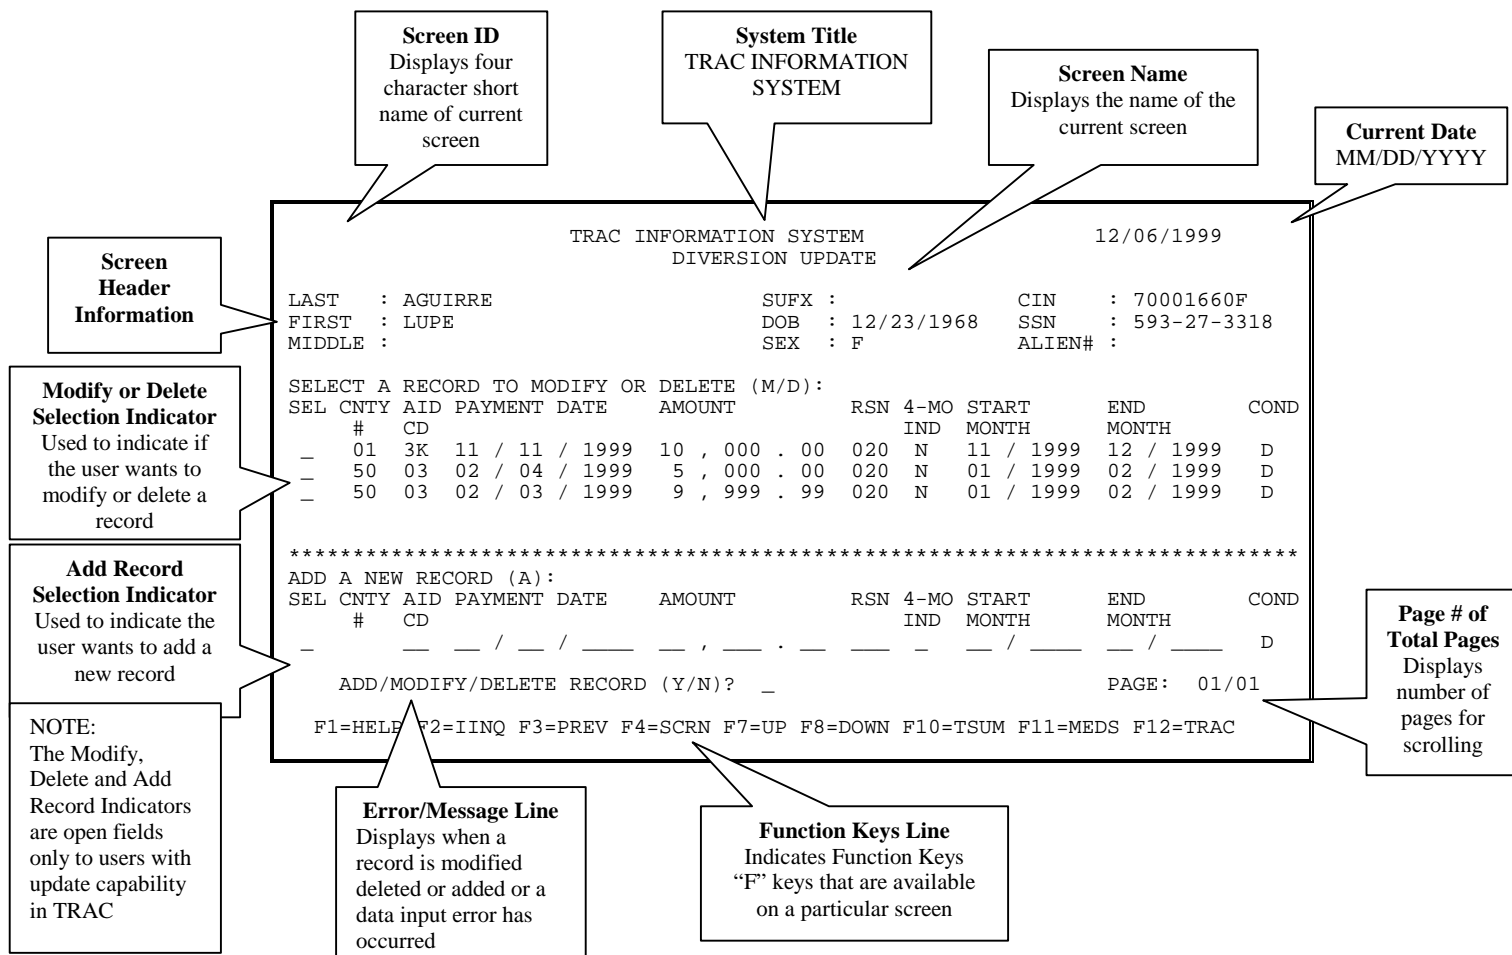 Screen ID
Displays four
character short
name of current
screen
System Title
TRAC INFORMATION
SYSTEM
Screen Name
Displays the name of the
current screen
Current Date
MM/DD/YYYY
Screen
Header
Information
TRAC INFORMATION SYSTEM 12/06/1999
DIVERSION UPDATE
LAST : AGUIRRE SUFX : CIN : 70001660F
FIRST : LUPE DOB : 12/23/1968 SSN : 593-27-3318
MIDDLE : SEX : F ALIEN# :
Modify or Delete
Selection Indicator
Used to indicate if
the user wants to
modify or delete a
record
SELECT A RECORD TO MODIFY OR DELETE (M/D):
SEL CNTY AID PAYMENT DATE AMOUNT RSN 4-MO START END COND
# CD IND MONTH MONTH
_ 01 3K 11 / 11 / 1999 10 , 000 . 00 020 N 11 / 1999 12 / 1999 D
_ 50 03 02 / 04 / 1999 5 , 000 . 00 020 N 01 / 1999 02 / 1999 D
_ 50 03 02 / 03 / 1999 9 , 999 . 99 020 N 01 / 1999 02 / 1999 D
*******************************************************************************
Add Record
Selection Indicator
Used to indicate the
user wants to add a
new record
ADD A NEW RECORD (A):
SEL CNTY AID PAYMENT DATE AMOUNT RSN 4-MO START END COND
# CD IND MONTH MONTH
_ __ __ / __ / ____ __ , ___ . __ ___ _ __ / ____ __ / ____ D
ADD/MODIFY/DELETE RECORD (Y/N)? _ PAGE: 01/01
F1=HELP F2=IINQ F3=PREV F4=SCRN F7=UP F8=DOWN F10=TSUM F11=MEDS F12=TRAC
Page # of
Total Pages
Displays
number of
pages for
scrolling
NOTE:
The Modify,
Delete and Add
Record Indicators
are open fields
only to users with
update capability
in TRAC
Error/Message Line
Displays when a
record is modified
deleted or added or a
data input error has
occurred
Function Keys Line
Indicates Function Keys
“F” keys that are available
on a particular screen